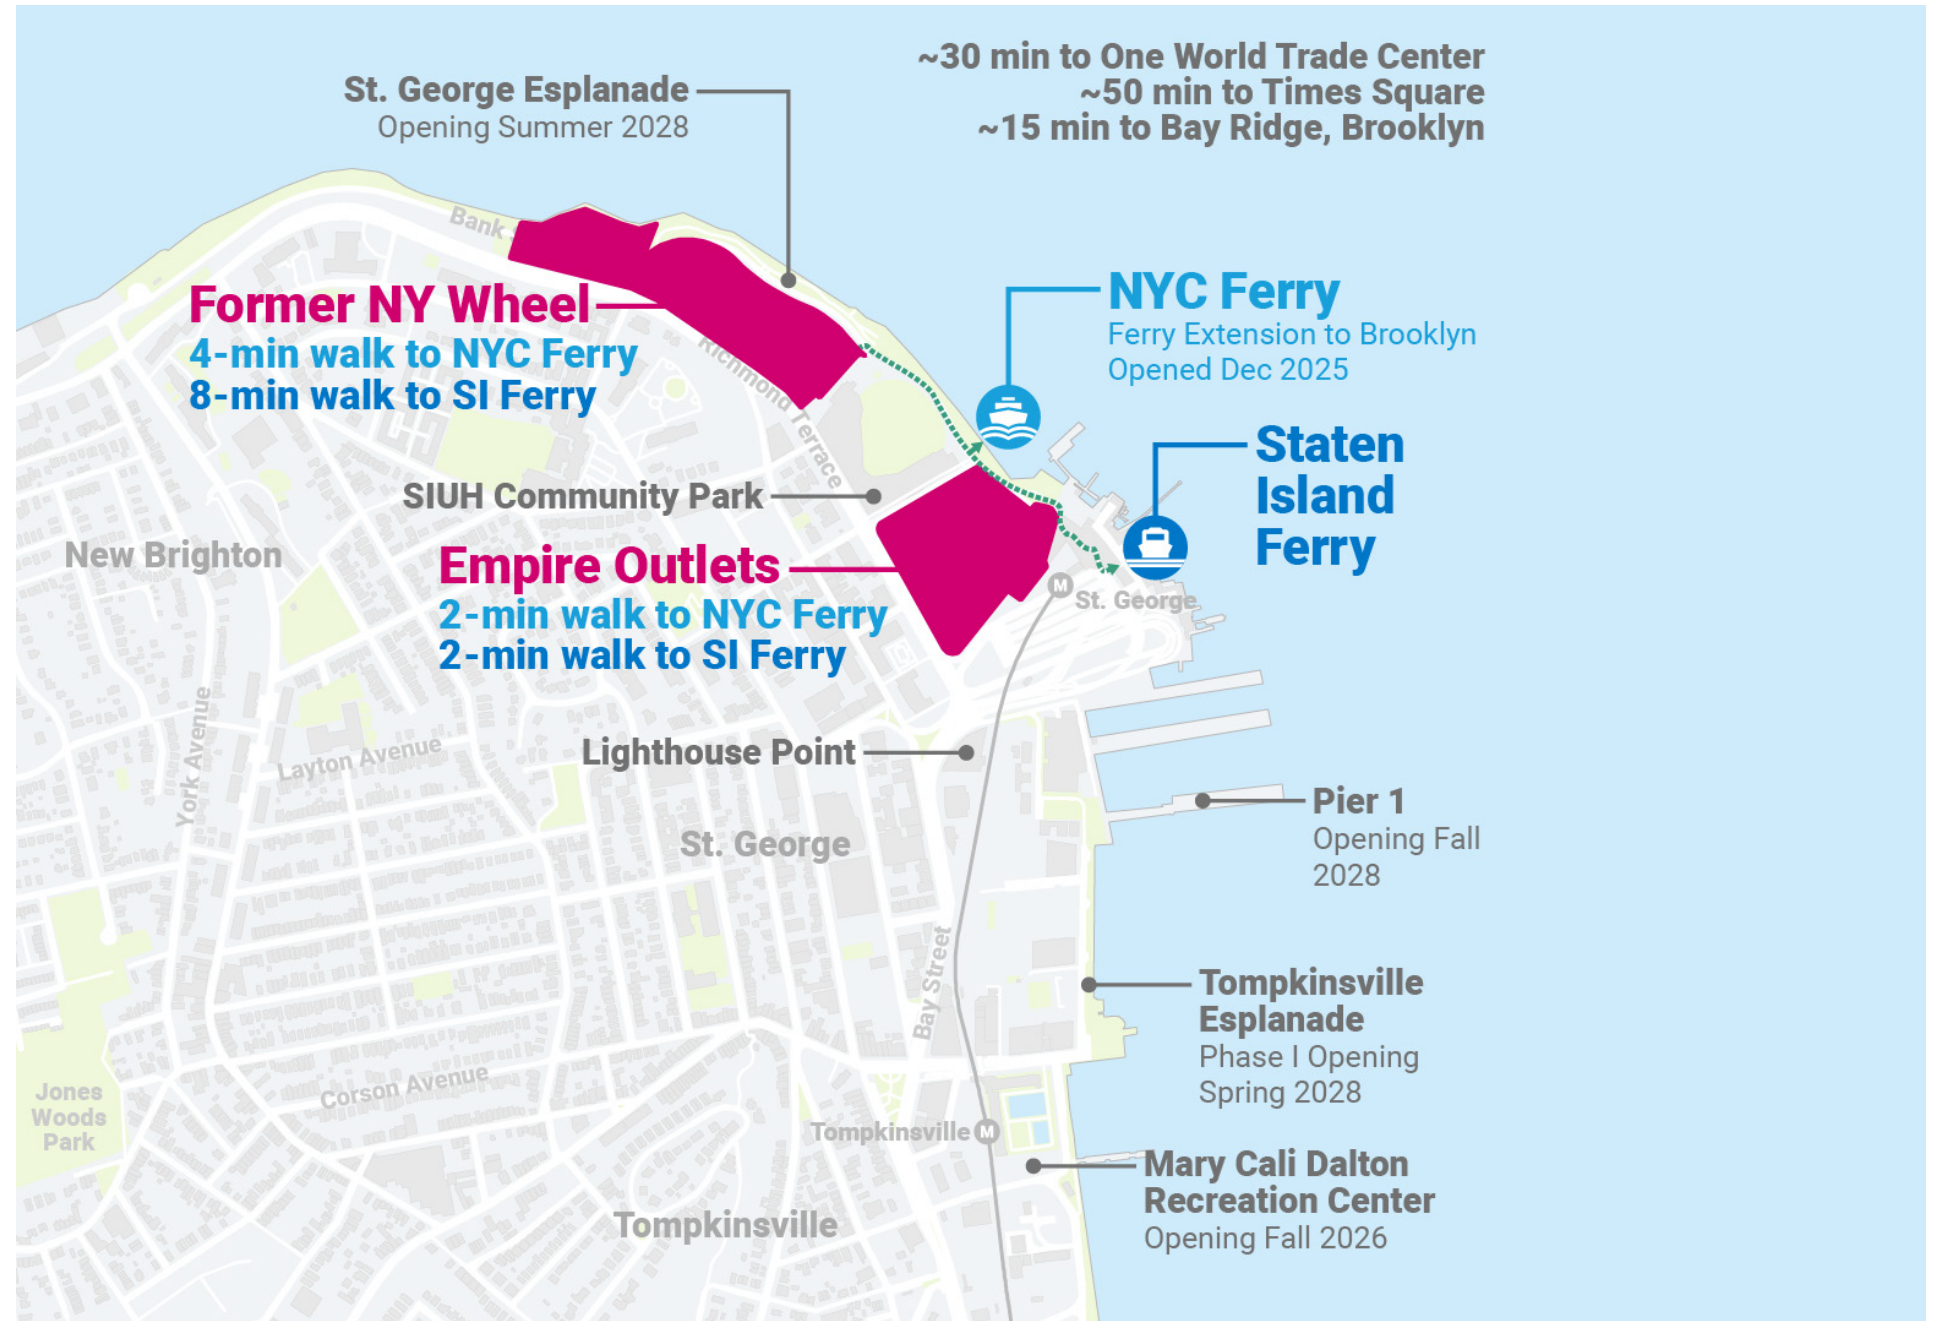 ~30 min to One World Trade Center
~50 min to Times Square
~15 min to Bay Ridge, Brooklyn
St. George Esplanade
Opening Summer 2028
Bank
Former NY Wheel
4-min walk to NYC Ferry
8-min walk to SI Ferry
Richmond Terrace
NYC Ferry
Ferry Extension to Brooklyn
Opened Dec 2025
Staten
Island
Ferry
SIUH Community Park
New Brighton
Empire Outlets
2-min walk to NYC Ferry
2-min walk to SI Ferry
M
St. George
York Avenue
Layton Avenue
Lighthouse Point
St. George
Pier 1
Opening Fall
2028
Bay Street
Tompkinsville
Esplanade
Phase I Opening
Spring 2028
Jones
Woods
Park
Corson Avenue
Tompkinsville M
Mary Cali Dalton
Recreation Center
Opening Fall 2026
Tompkinsville